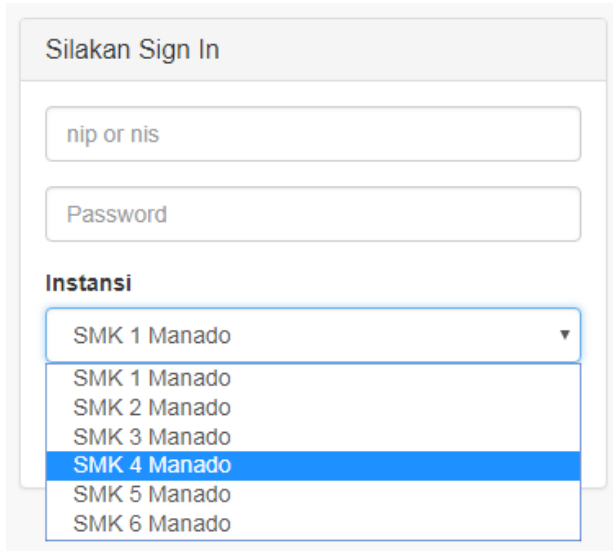 Silakan Sign In
nip or nis
Password
Instansi
SMK 1 Manado
SMK 1 Manado
SMK 2 Manado
SMK 3 Manado
SMK 4 Manado
SMK 5 Manado
SMK 6 Manado